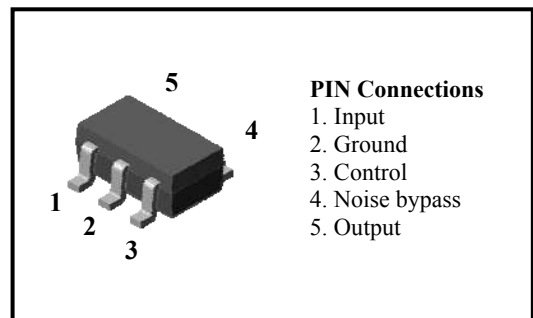 5
4
1
2
3
PIN Connections
1. Input
2. Ground
3. Control
4. Noise bypass
5. Output